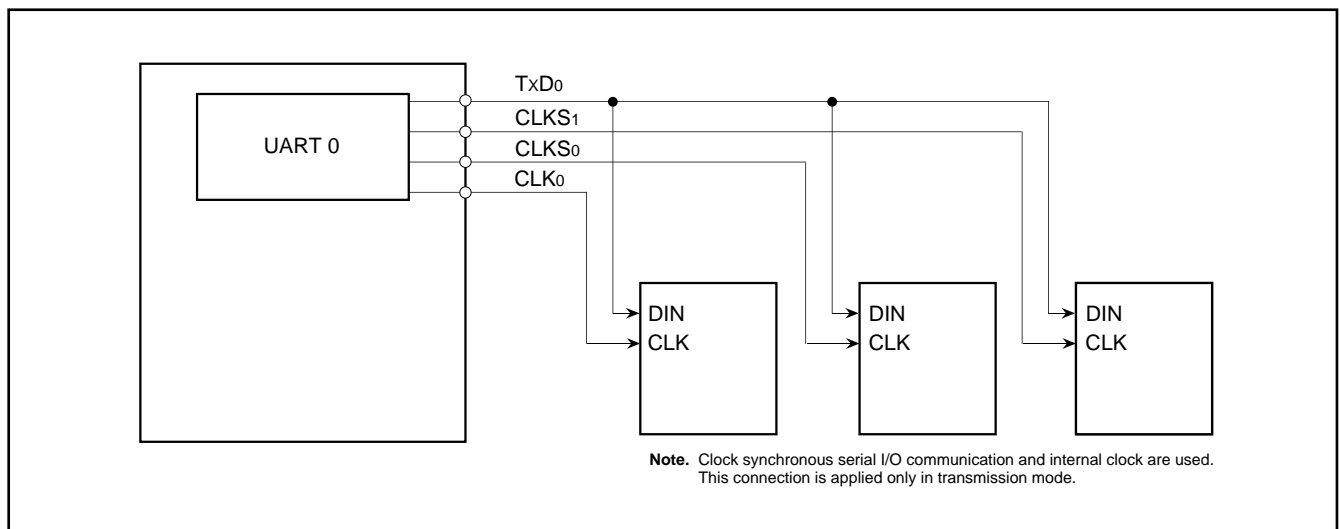 TxD0
CLKS1
UART 0
CLKS0
CLK0
DIN
CLK
DIN
CLK
DIN
CLK
Note. Clock synchronous serial I/O communication and internal clock are used.
This connection is applied only in transmission mode.